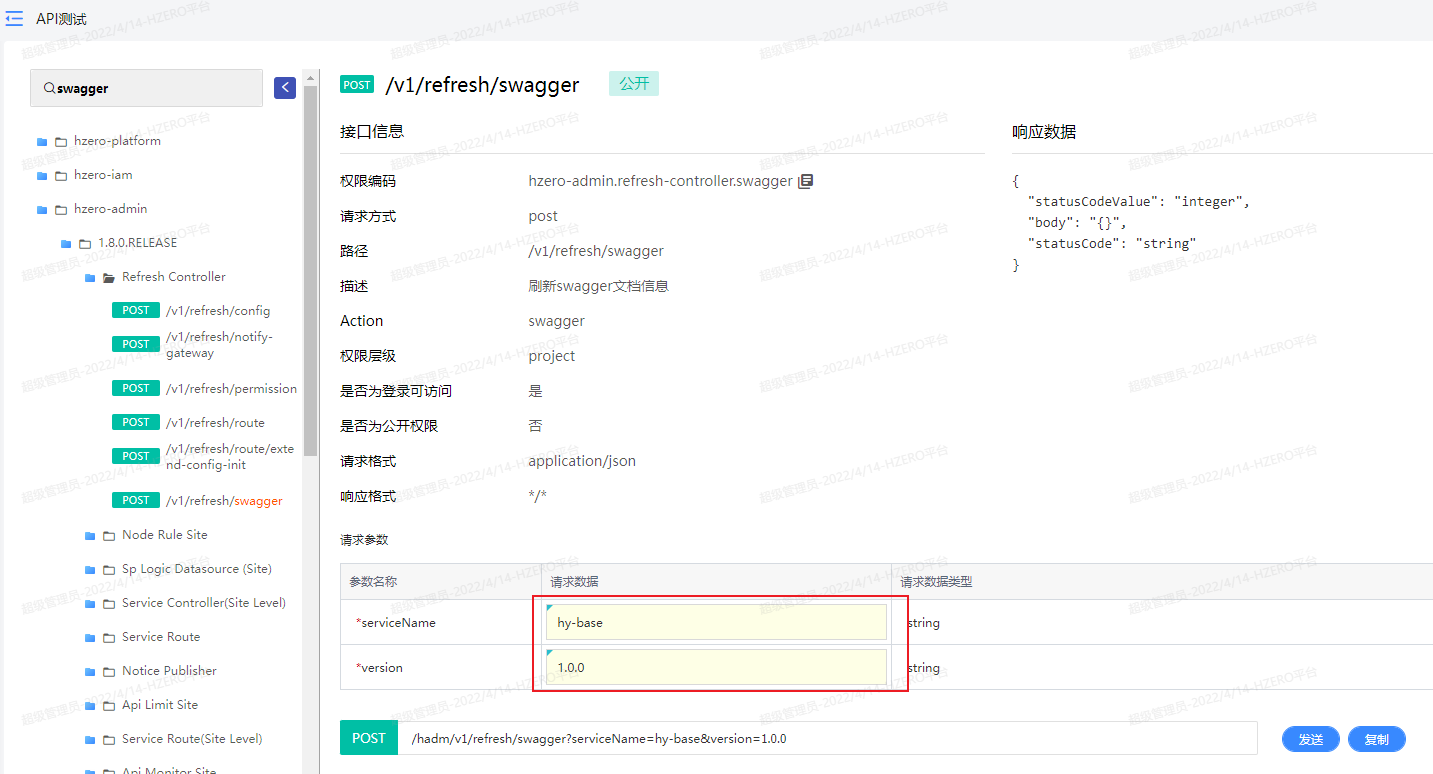 API测试
swagger
hzero-platform
hzero-iam
hzero-admin
1.8.0.RELEASE
Refresh Controller
POST /v1/refresh/config
POST /v1/refresh/notify-
gateway
POST /v1/refresh/permission
POST /v1/refresh/route
POST /v1/refresh/route/exte
nd-config-init
POST /v1/refresh/swagger
Node Rule Site
Sp Logic Datasource (Site)
Service Controller(Site Level)
Service Route
Notice Publisher
Api Limit Site
Service Route(Site Level)
Api Monitor Site
POST /v1/refresh/swagger 公开
接口信息
权限编码 hzero-admin.refresh-controller.swagger
请求方式 post
路径 /v1/refresh/swagger
描述 刷新swagger文档信息
Action swagger
权限层级 project
是否为登录可访问 是
是否为公开权限 否
请求格式 application/json
响应格式 */*
请求参数
参数名称 请求数据 请求数据类型
*serviceName hy-base string
*version 1.0.0 string
POST /hadm/v1/refresh/swagger?serviceName=hy-base&version=1.0.0 发送 复制
响应数据
{
"statusCodeValue": "integer",
"body": "{}",
"statusCode": "string"
}
超级管理员-2022/4/14-HZERO平台